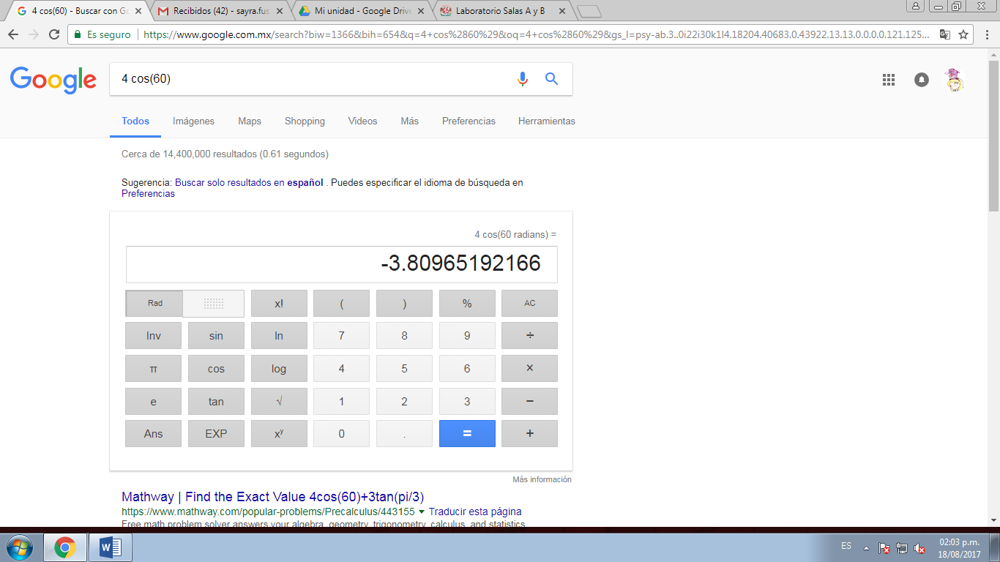 4 cos(60) - Buscar con Go
Recibidos (42) - sayra.fus
Mi unidad - Google Drive
Laboratorio Salas A y B
Es seguro
https://www.google.com.mx/search?biw=1366&bih=654&q=4+cos%2860%29&oq=4+cos%2860%29&gs_l=psy-ab.3..0i22i30k1l4.18204.40683.0.43922.13.13.0.0.0.0.121.125...
Google
4 cos(60)
Todos Imágenes Maps Shopping Videos Más Preferencias Herramientas
Cerca de 14,400,000 resultados (0.61 segundos)
Sugerencia: Buscar solo resultados en español . Puedes especificar el idioma de búsqueda en
Preferencias
4 cos(60 radians) =
-3.80965192166
Rad x! ( ) % AC
Inv sin ln 7 8 9 ÷
π cos log 4 5 6 ×
e tan √ 1 2 3 −
Ans EXP xʸ 0 . = +
Más información
Mathway | Find the Exact Value 4cos(60)+3tan(pi/3)
https://www.mathway.com/popular-problems/Precalculus/443155 Traducir esta página
Free math problem solver answers your algebra, geometry, trigonometry, calculus, and statistics
W
ES
02:03 p.m.
18/08/2017